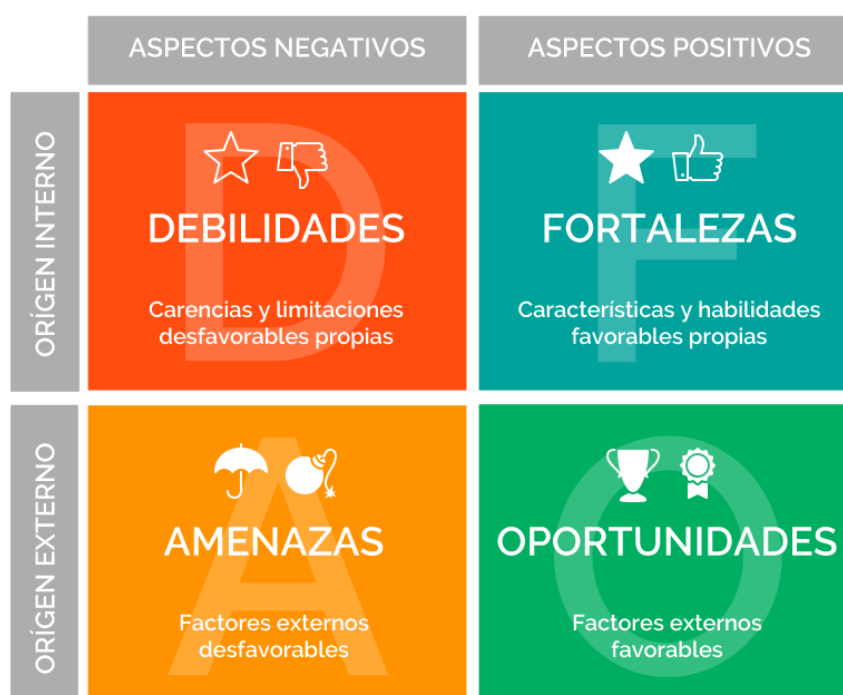 ASPECTOS NEGATIVOS
ASPECTOS POSITIVOS
ORÍGEN INTERNO
D
DEBILIDADES
Carencias y limitaciones
desfavorables propias
F
FORTALEZAS
Características y habilidades
favorables propias
ORÍGEN EXTERNO
A
AMENAZAS
Factores externos
desfavorables
O
OPORTUNIDADES
Factores externos
favorables